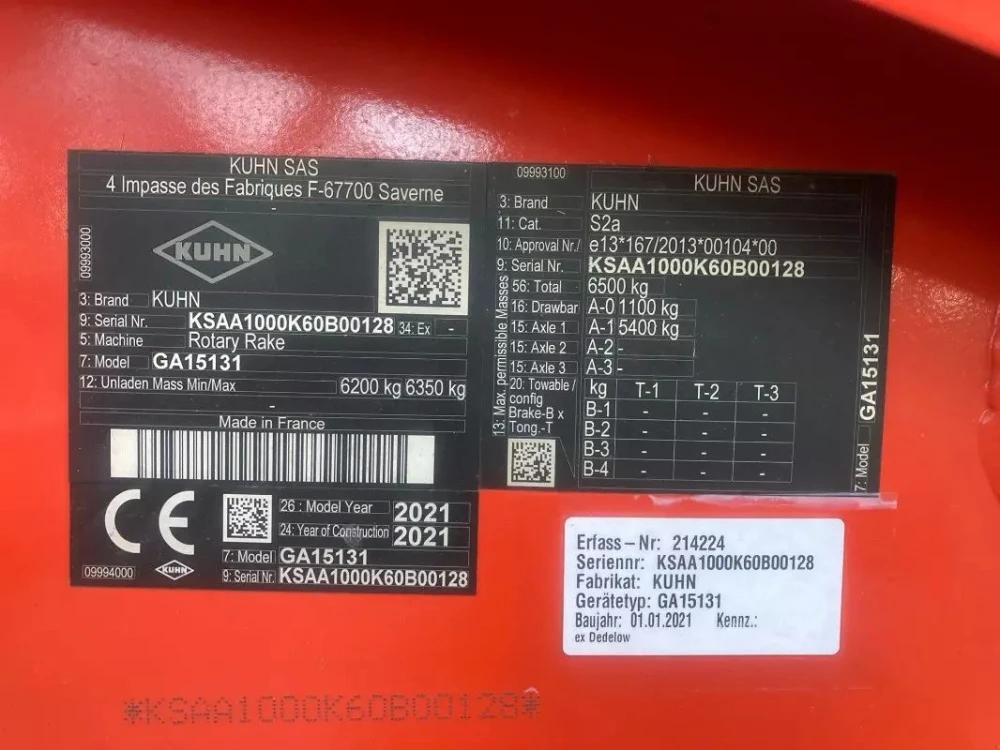 KUHN SAS
4 Impasse des Fabriques F-67700 Saverne
-
09993000
KUHN
3: Brand KUHN
9: Serial Nr. KSAA1000K60B00128 34: Ex -
5: Machine Rotary Rake
7: Model GA15131
12: Unladen Mass Min/Max 6200 kg 6350 kg
-
Made in France
CE
26 : Model Year 2021
24: Year of Construction 2021
7: Model GA15131
9: Serial Nr. KSAA1000K60B00128
09994000
KUHN
09993100
KUHN SAS
3: Brand KUHN
11: Cat. S2a
10: Approval Nr./ e13*167/2013*00104*00
9: Serial Nr. KSAA1000K60B00128
13: Max. permissible Masses
56: Total 6500 kg
16: Drawbar A-0 1100 kg
15: Axle 1 A-1 5400 kg
15: Axle 2 A-2 -
15: Axle 3 A-3 -
20: Towable / config
Brake-B x
Tong.-T
kg T-1 T-2 T-3
B-1 - - -
B-2 - - -
B-3 - - -
B-4 - - -
7: Model GA15131
Erfass-Nr: 214224
Seriennr: KSAA1000K60B00128
Fabrikat: KUHN
Gerätetyp: GA15131
Baujahr: 01.01.2021 Kennz.:
ex Dedelow
*KSAA1000K60B00128*